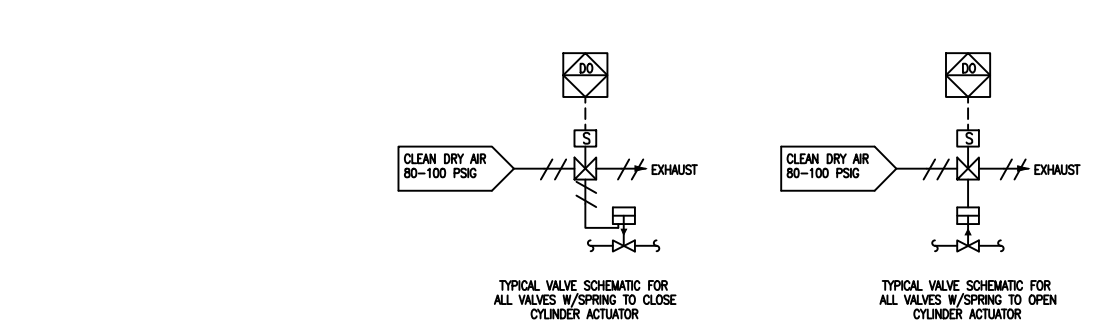 DO
S
CLEAN DRY AIR
80-100 PSIG
EXHAUST
TYPICAL VALVE SCHEMATIC FOR
ALL VALVES W/SPRING TO CLOSE
CYLINDER ACTUATOR
DO
S
CLEAN DRY AIR
80-100 PSIG
EXHAUST
TYPICAL VALVE SCHEMATIC FOR
ALL VALVES W/SPRING TO OPEN
CYLINDER ACTUATOR